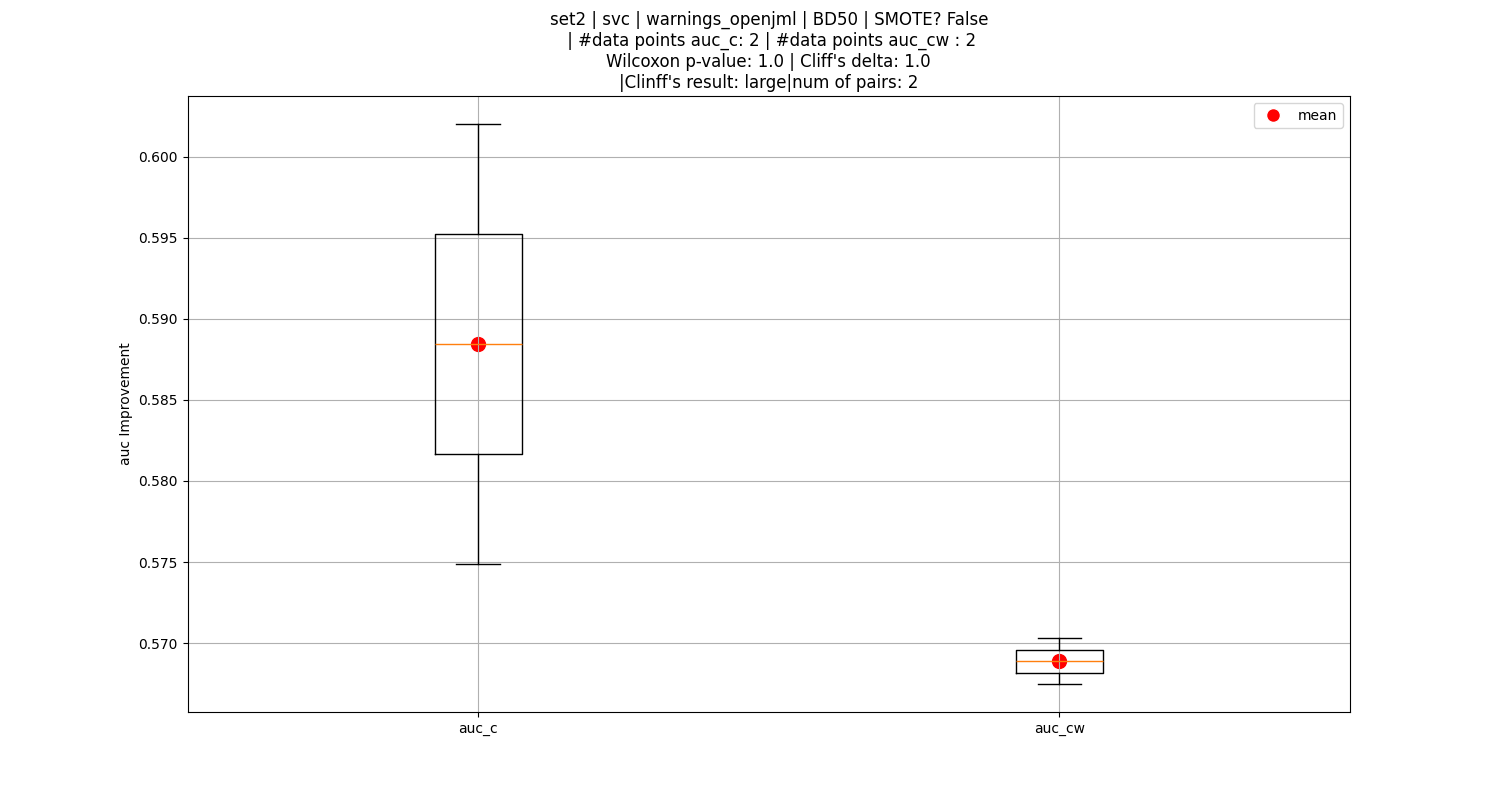 set2 | svc | warnings_openjml | BD50 | SMOTE? False
| #data points auc_c: 2 | #data points auc_cw : 2
Wilcoxon p-value: 1.0 | Cliff's delta: 1.0
|Clinff's result: large|num of pairs: 2
mean
0.600
0.595
0.590
0.585
0.580
0.575
0.570
auc Improvement
auc_c
auc_cw